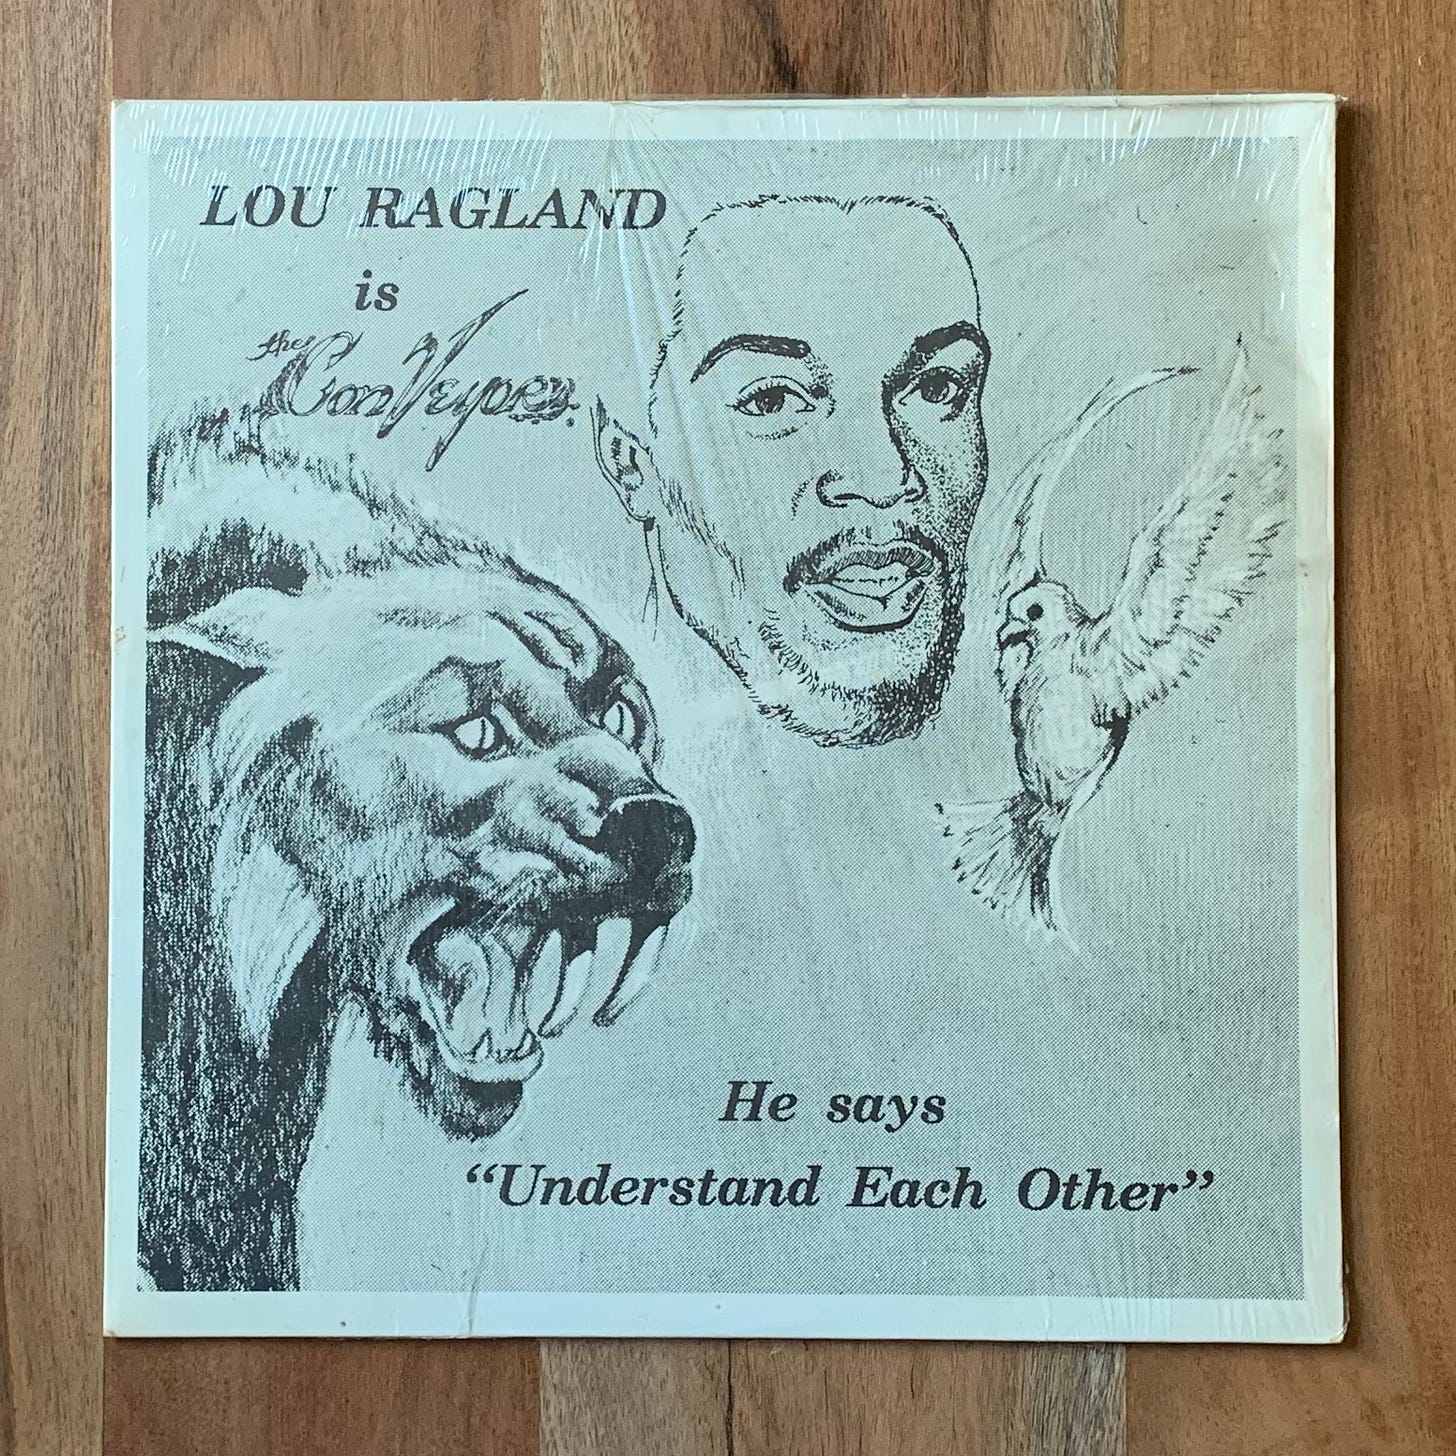 LOU RAGLAND
is
the ConVeyor
He says
“Understand Each Other”